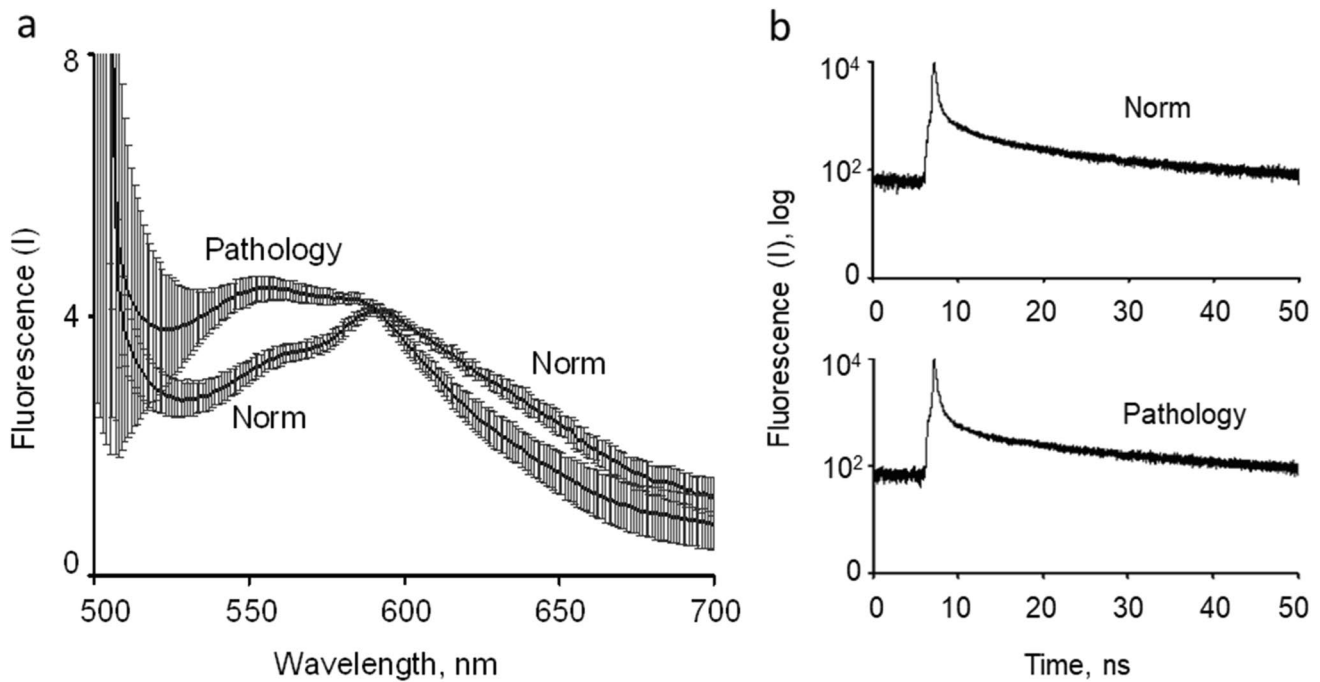 a
8
4
0
Fluorescence (I)
Pathology
Norm
Norm
500 550 600 650 700
Wavelength, nm
b
Fluorescence (I), log
10⁴
10²
0
Norm
0 10 20 30 40 50
10⁴
10²
0
Pathology
0 10 20 30 40 50
Time, ns